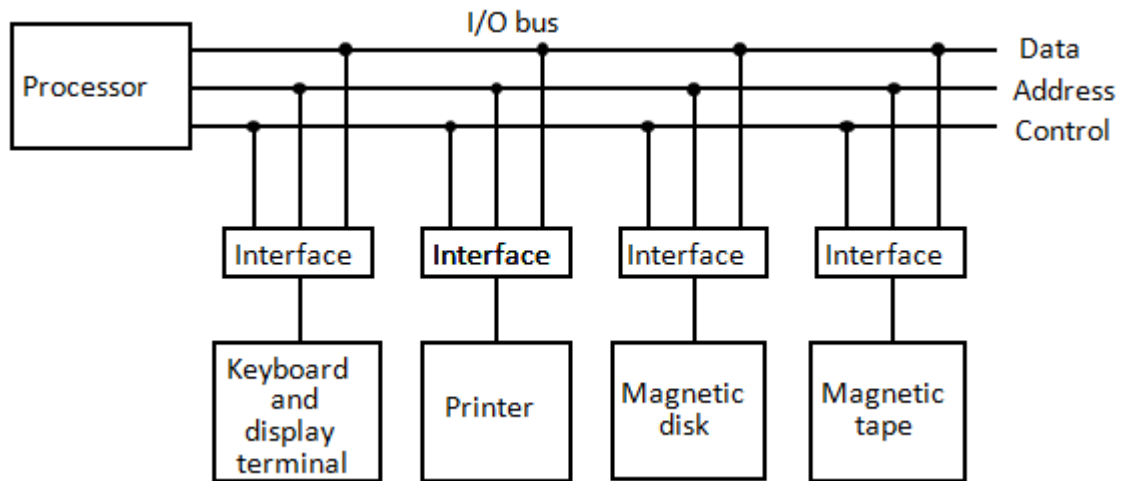 I/O bus
Processor
Data
Address
Control
Interface
Interface
Interface
Interface
Keyboard
and
display
terminal
Printer
Magnetic
disk
Magnetic
tape